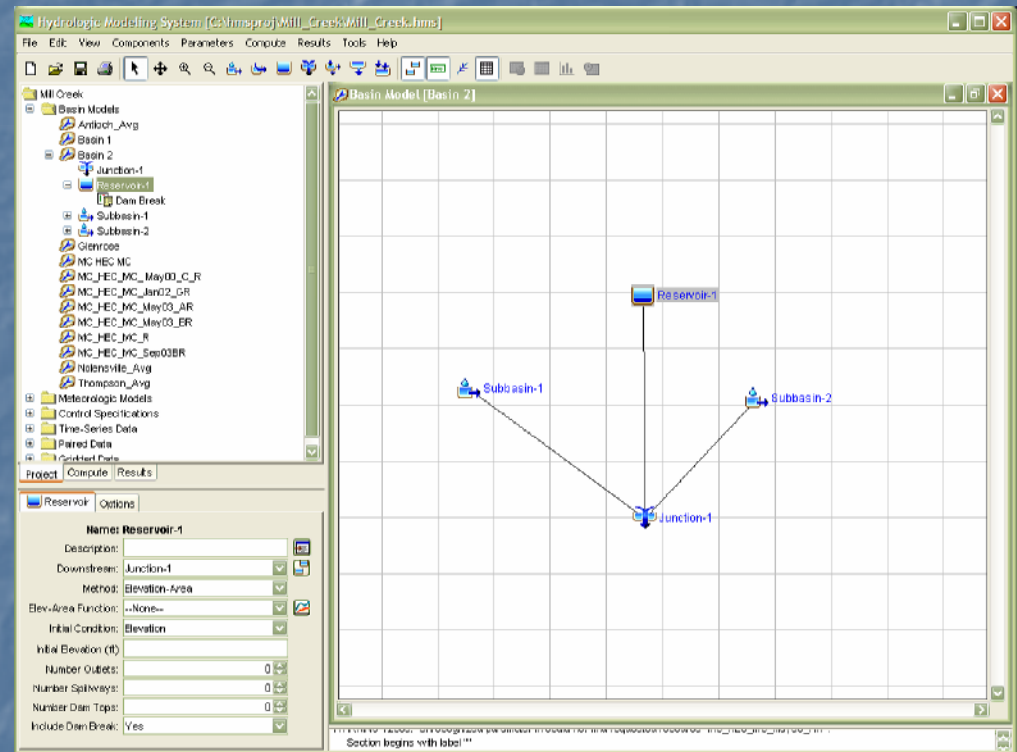 Hydrologic Modeling System [C:\hmsproj\Mill_Creek\Mill_Creek.hms]
File Edit View Components Parameters Compute Results Tools Help
Mill Creek
Basin Models
Antioch_Avg
Basin 1
Basin 2
Junction-1
Reservoir-1
Dam Break
Subbasin-1
Subbasin-2
Glenrose
MC HEC MC
MC_HEC_MC_May00_C_R
MC_HEC_MC_Jan02_GR
MC_HEC_MC_May03_AR
MC_HEC_MC_May03_BR
MC_HEC_MC_R
MC_HEC_MC_Sep03BR
Nolensville_Avg
Thompson_Avg
Meteorologic Models
Control Specifications
Time-Series Data
Paired Data
Gridded Data
Project Compute Results
Reservoir Options
Name: Reservoir-1
Description:
Downstream: Junction-1
Method: Elevation-Area
Elev-Area Function: --None--
Initial Condition: Elevation
Initial Elevation (ft)
Number Outlets: 0
Number Spillways: 0
Number Dam Tops: 0
Include Dam Break: Yes
Basin Model [Basin 2]
Reservoir-1
Subbasin-1
Subbasin-2
Junction-1
Section begins with label ""